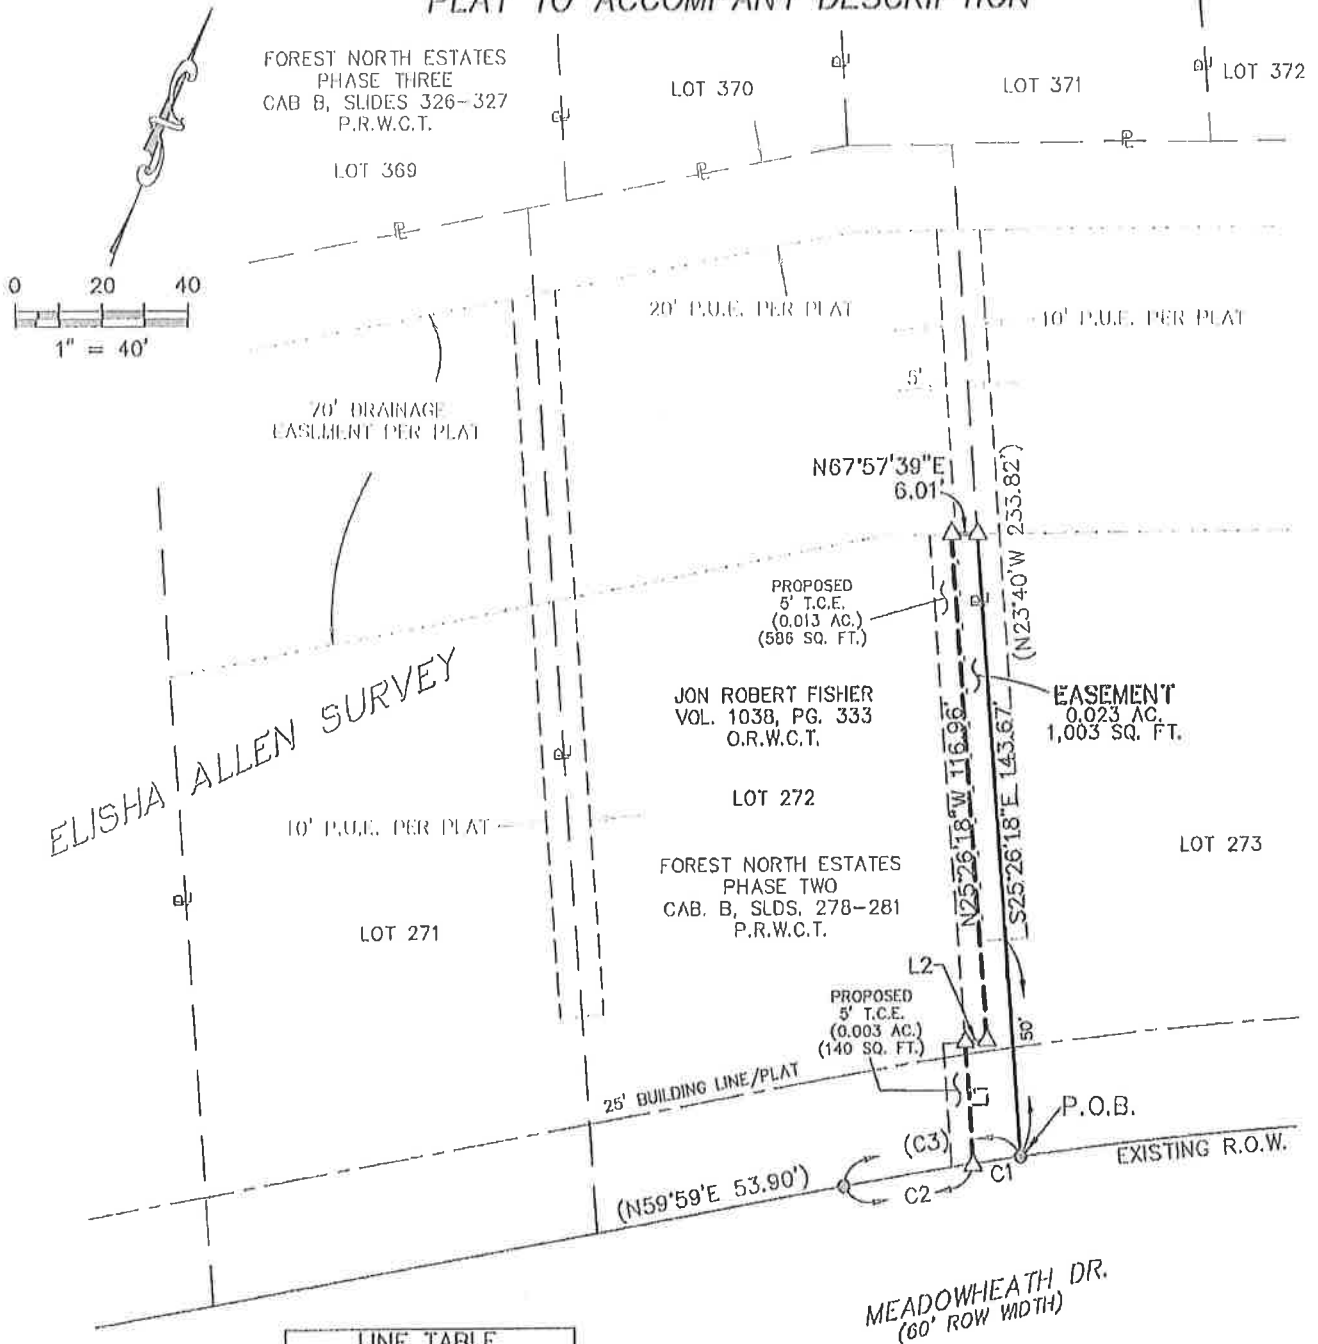 PLAT TO ACCOMPANY DESCRIPTION
FOREST NORTH ESTATES
PHASE THREE
CAB B, SLIDES 326-327
P.R.W.C.T.
LOT 369
LOT 370
LOT 371
LOT 372
0 20 40
1" = 40'
20' P.U.E. PER PLAT
10' P.U.E. PER PLAT
5'
70' DRAINAGE
EASEMENT PER PLAT
N67°57'39"E
6.01'
(N23°40'W 233.82')
PROPOSED
5' T.C.E.
(0.013 AC.)
(586 SQ. FT.)
ELISHA ALLEN SURVEY
JON ROBERT FISHER
VOL. 1038, PG. 333
O.R.W.C.T.
LOT 272
N25°26'18"W 116.96'
S25°26'18"E 143.67'
EASEMENT
0.023 AC.
1,003 SQ. FT.
10' P.U.E. PER PLAT
LOT 273
FOREST NORTH ESTATES
PHASE TWO
CAB. B, SLDS. 278-281
P.R.W.C.T.
LOT 271
L2
PROPOSED
5' T.C.E.
(0.003 AC.)
(140 SQ. FT.)
50'
25' BUILDING LINE/PLAT
L1
P.O.B.
(C3)
EXISTING R.O.W.
C1
C2
(N59°59'E 53.90')
MEADOWHEATH DR.
(60' ROW WIDTH)
LINE TABLE